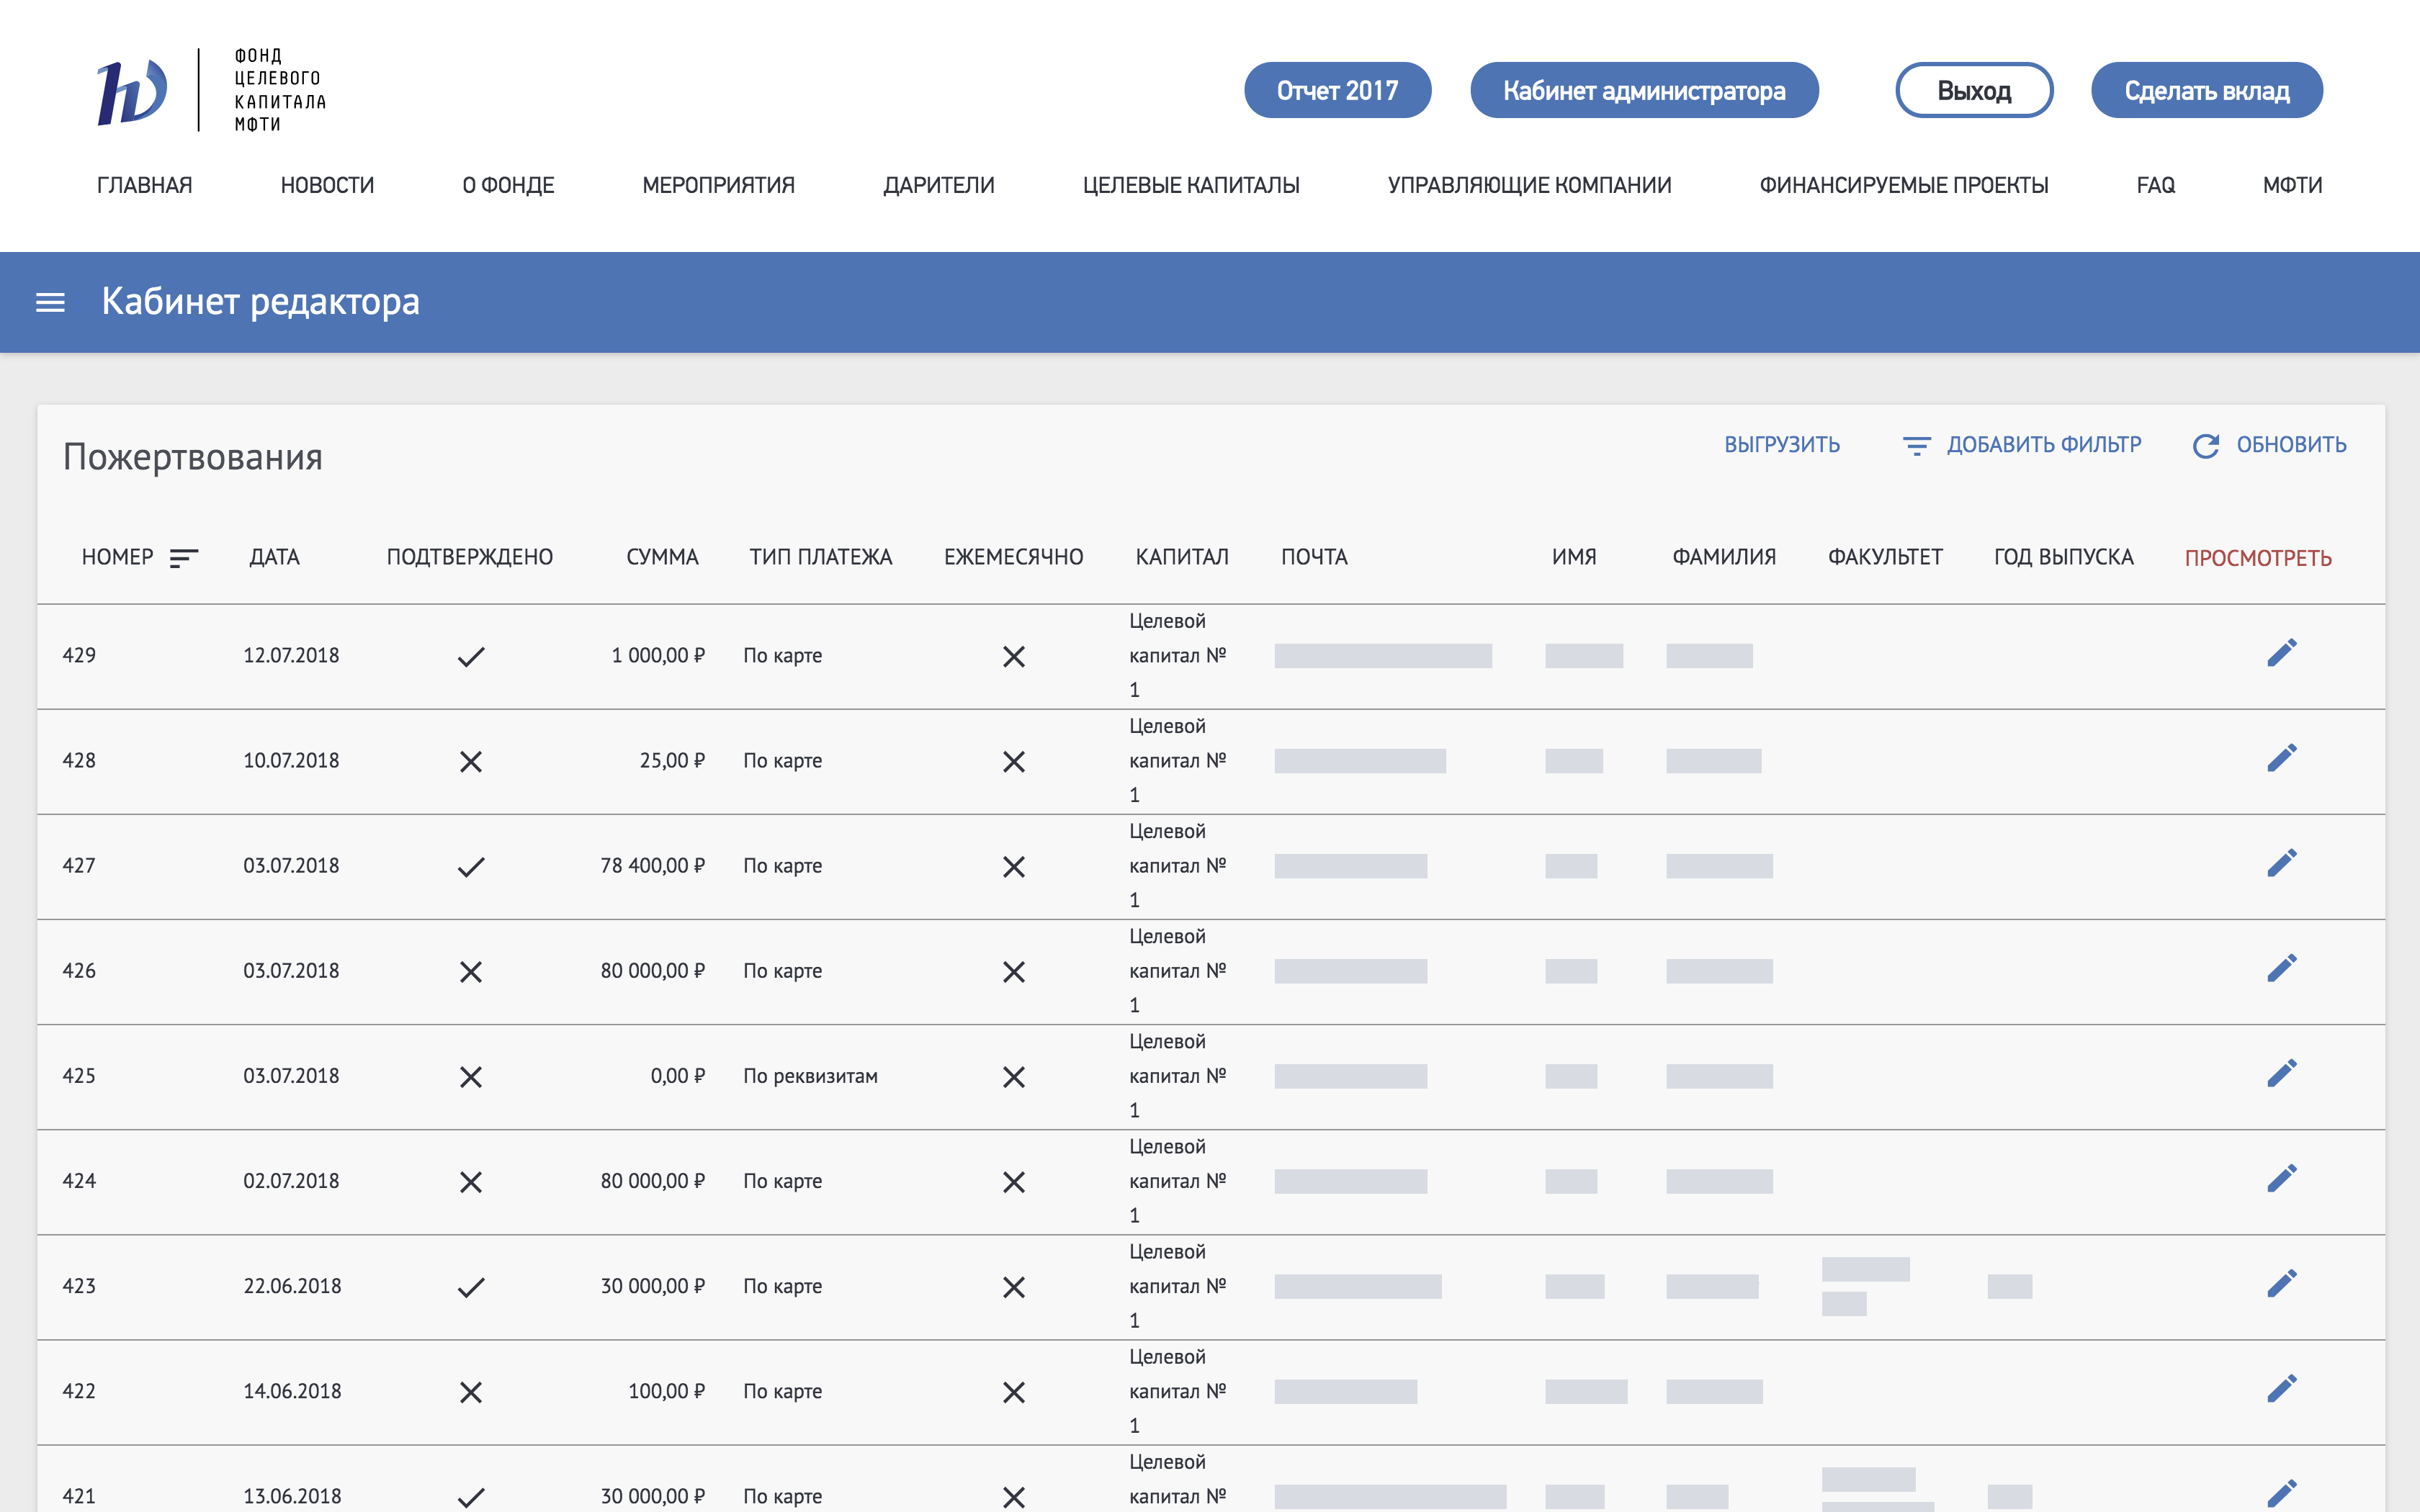 ФОНД
ЦЕЛЕВОГО
КАПИТАЛА
МФТИ
Отчет 2017 Кабинет администратора Выход Сделать вклад
ГЛАВНАЯ НОВОСТИ О ФОНДЕ МЕРОПРИЯТИЯ ДАРИТЕЛИ ЦЕЛЕВЫЕ КАПИТАЛЫ УПРАВЛЯЮЩИЕ КОМПАНИИ ФИНАНСИРУЕМЫЕ ПРОЕКТЫ FAQ МФТИ
Кабинет редактора
Пожертвования ВЫГРУЗИТЬ ДОБАВИТЬ ФИЛЬТР ОБНОВИТЬ
НОМЕР ДАТА ПОДТВЕРЖДЕНО СУММА ТИП ПЛАТЕЖА ЕЖЕМЕСЯЧНО КАПИТАЛ ПОЧТА ИМЯ ФАМИЛИЯ ФАКУЛЬТЕТ ГОД ВЫПУСКА ПРОСМОТРЕТЬ
Целевой
429 12.07.2018 1 000,00 ₽ По карте капитал №
1
Целевой
428 10.07.2018 25,00 ₽ По карте капитал №
1
Целевой
427 03.07.2018 78 400,00 ₽ По карте капитал №
1
Целевой
426 03.07.2018 80 000,00 ₽ По карте капитал №
1
Целевой
425 03.07.2018 0,00 ₽ По реквизитам капитал №
1
Целевой
424 02.07.2018 80 000,00 ₽ По карте капитал №
1
Целевой
423 22.06.2018 30 000,00 ₽ По карте капитал №
1
Целевой
422 14.06.2018 100,00 ₽ По карте капитал №
1
Целевой
421 13.06.2018 30 000,00 ₽ По карте капитал №